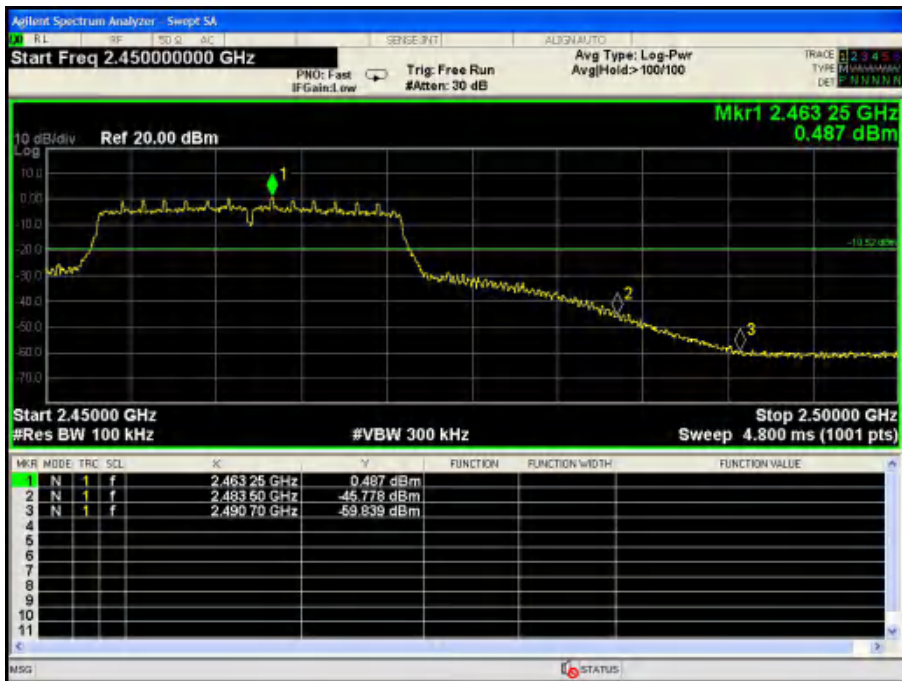 Agilent Spectrum Analyzer - Swept SA
RL RF 50 Ω AC SENSE:INT ALIGNAUTO
Start Freq 2.450000000 GHz
Avg Type: Log-Pwr
TRACE 1 2 3 4 5 6
PNO: Fast Trig: Free Run Avg|Hold:>100/100
TYPE
IFGain:Low #Atten: 30 dB
DET P N N N N N
Mkr1 2.463 25 GHz
10 dB/div Ref 20.00 dBm 0.487 dBm
Log
10.0
1
0.00
-10.0
-20.0
-30.0
-40.0
2
-50.0
3
-60.0
-70.0
Start 2.45000 GHz Stop 2.50000 GHz
#Res BW 100 kHz #VBW 300 kHz Sweep 4.800 ms (1001 pts)
MKR MODE TRC SCL X Y FUNCTION FUNCTION WIDTH FUNCTION VALUE
1 N 1 f 2.463 25 GHz 0.487 dBm
2 N 1 f 2.483 50 GHz -45.778 dBm
3 N 1 f 2.490 70 GHz -59.839 dBm
4
5
6
7
8
9
10
11
MSG STATUS